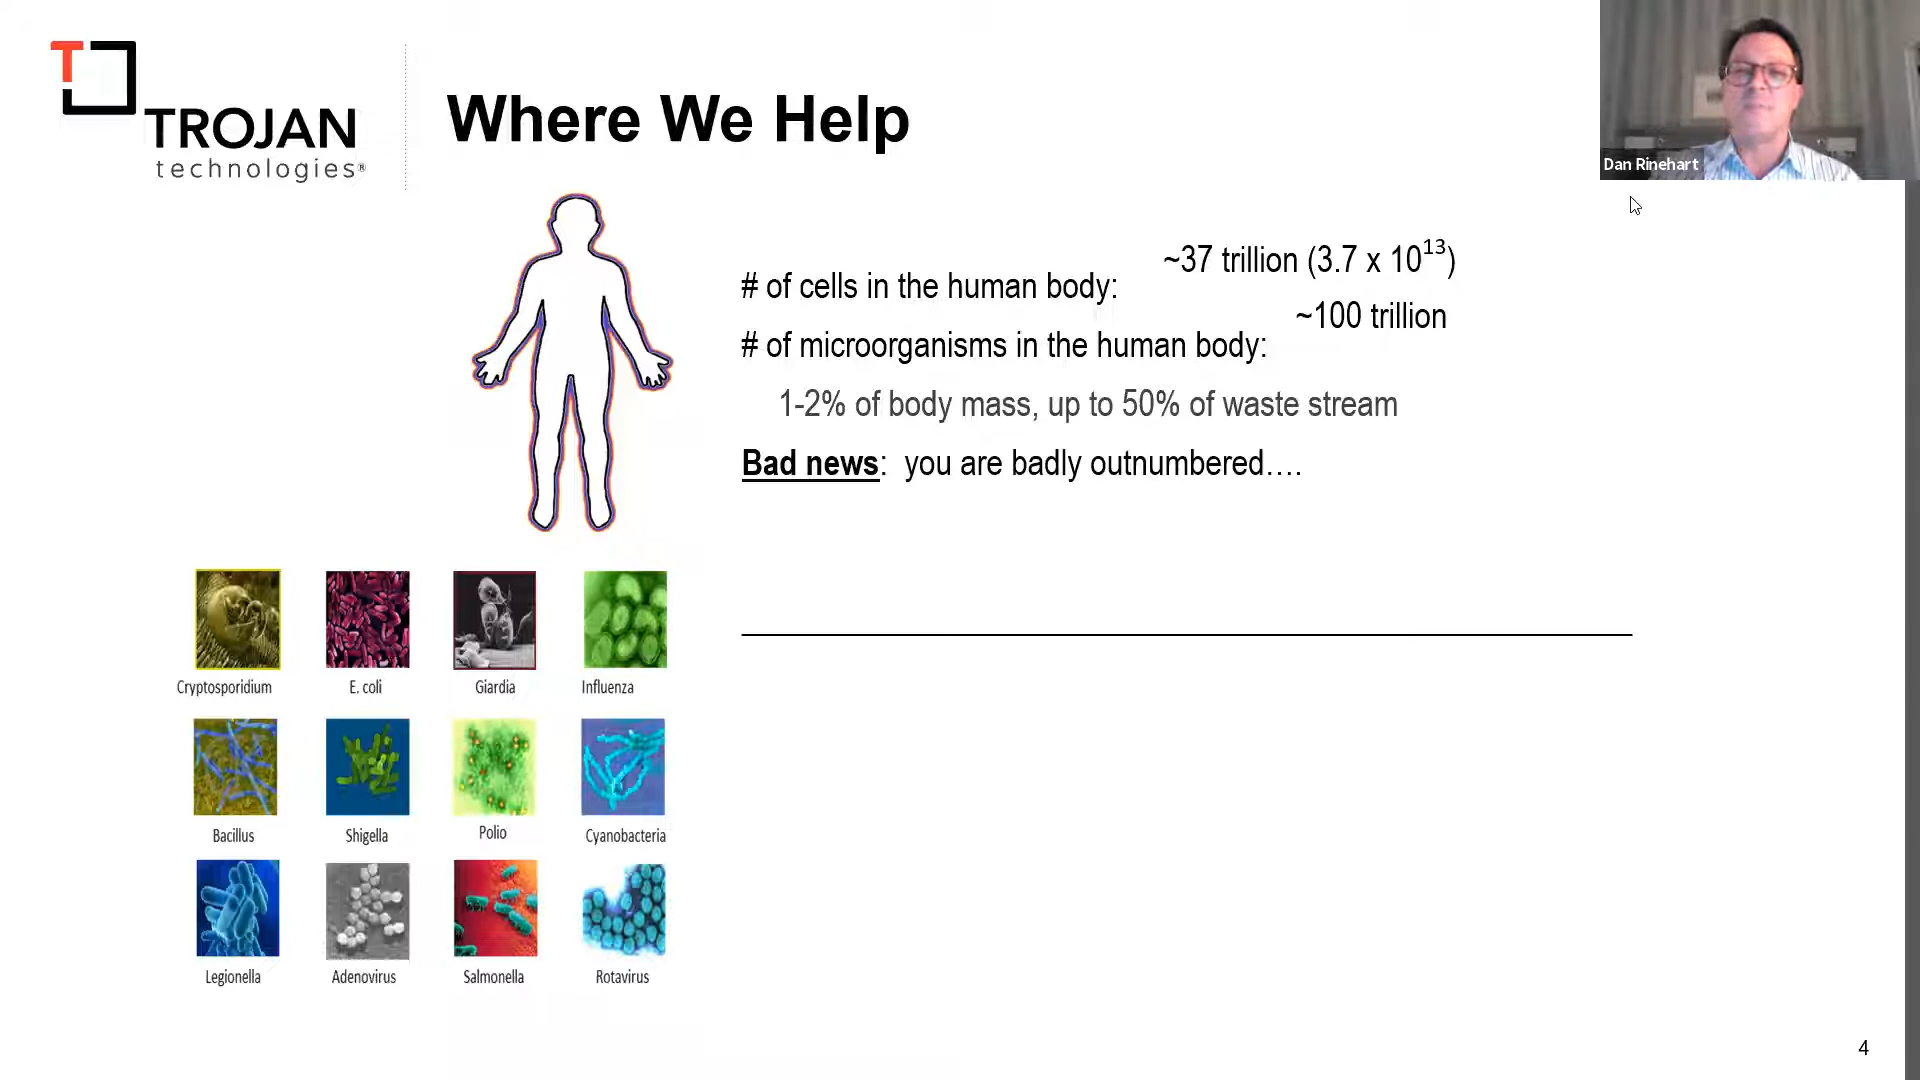 T
TROJAN
technologies®
Where We Help
Dan Rinehart
# of cells in the human body:
~37 trillion (3.7 x 10¹³)
# of microorganisms in the human body:
~100 trillion
1-2% of body mass, up to 50% of waste stream
Bad news: you are badly outnumbered….
Cryptosporidium
E. coli
Giardia
Influenza
Bacillus
Shigella
Polio
Cyanobacteria
Legionella
Adenovirus
Salmonella
Rotavirus
4